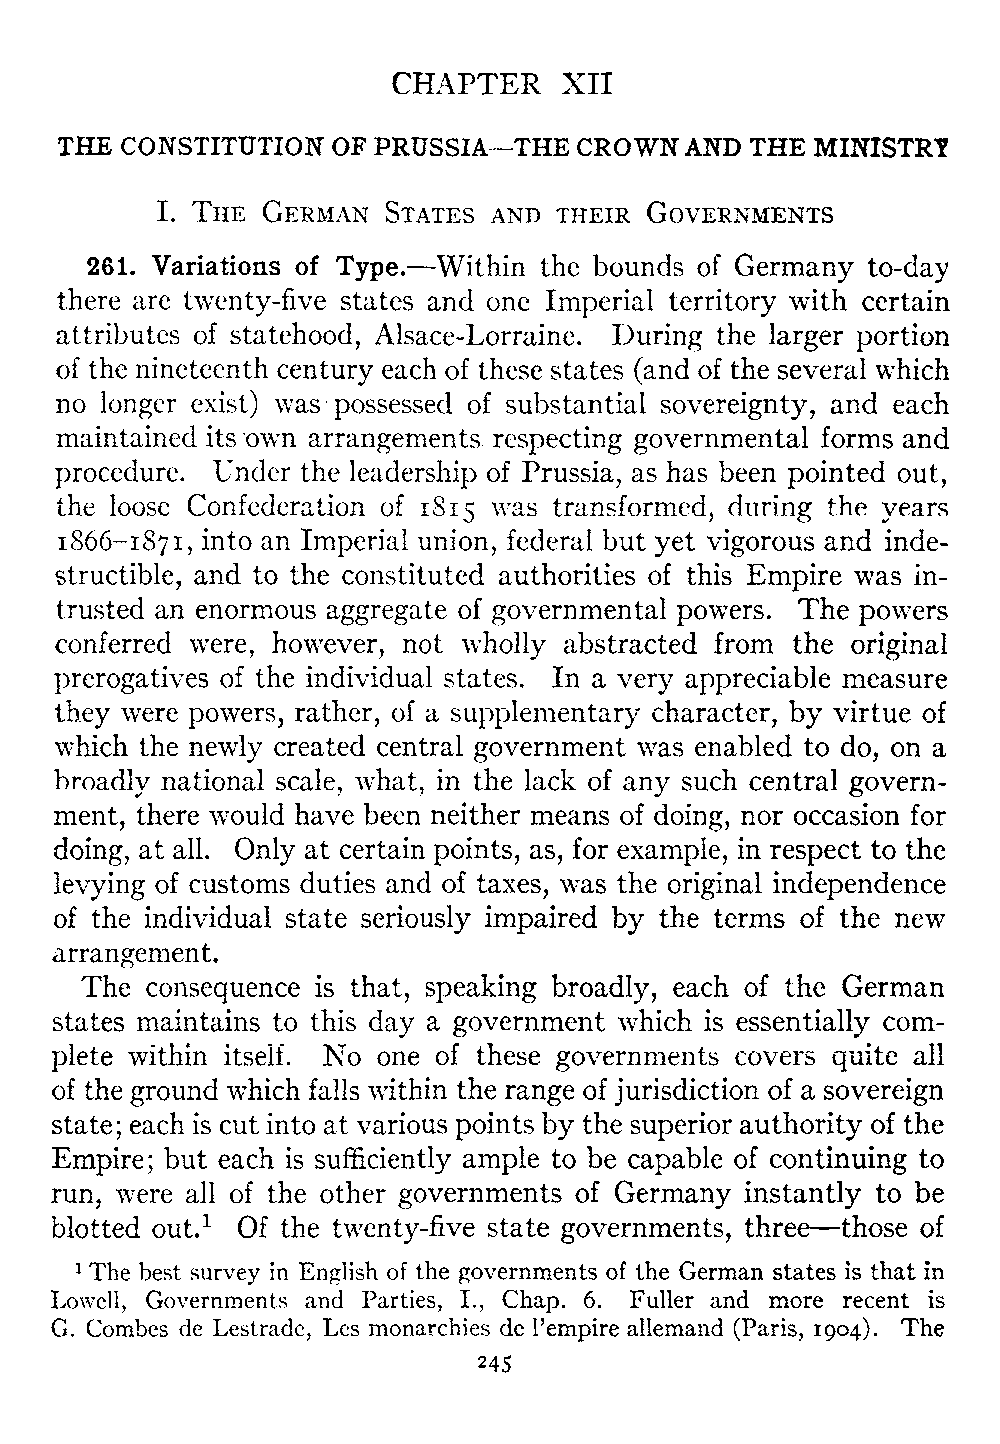 CHAPTER XII
THE CONSTITUTION OF PRUSSIA—THE CROWN AND THE MINISTRY
I. The German States and their Governments
261. Variations of Type.—Within the bounds of Germany to-day
there are twenty-five states and one Imperial territory with certain
attributes of statehood, Alsace-Lorraine. During the larger portion
of the nineteenth century each of these states (and of the several which
no longer exist) was possessed of substantial sovereignty, and each
maintained its own arrangements respecting governmental forms and
procedure. Under the leadership of Prussia, as has been pointed out,
the loose Confederation of 1815 was transformed, during the years
1866–1871, into an Imperial union, federal but yet vigorous and inde-
structible, and to the constituted authorities of this Empire was in-
trusted an enormous aggregate of governmental powers. The powers
conferred were, however, not wholly abstracted from the original
prerogatives of the individual states. In a very appreciable measure
they were powers, rather, of a supplementary character, by virtue of
which the newly created central government was enabled to do, on a
broadly national scale, what, in the lack of any such central govern-
ment, there would have been neither means of doing, nor occasion for
doing, at all. Only at certain points, as, for example, in respect to the
levying of customs duties and of taxes, was the original independence
of the individual state seriously impaired by the terms of the new
arrangement.
The consequence is that, speaking broadly, each of the German
states maintains to this day a government which is essentially com-
plete within itself. No one of these governments covers quite all
of the ground which falls within the range of jurisdiction of a sovereign
state; each is cut into at various points by the superior authority of the
Empire; but each is sufficiently ample to be capable of continuing to
run, were all of the other governments of Germany instantly to be
blotted out.¹ Of the twenty-five state governments, three—those of
¹ The best survey in English of the governments of the German states is that in
Lowell, Governments and Parties, I., Chap. 6. Fuller and more recent is
G. Combes de Lestrade, Les monarchies de l'empire allemand (Paris, 1904). The
245